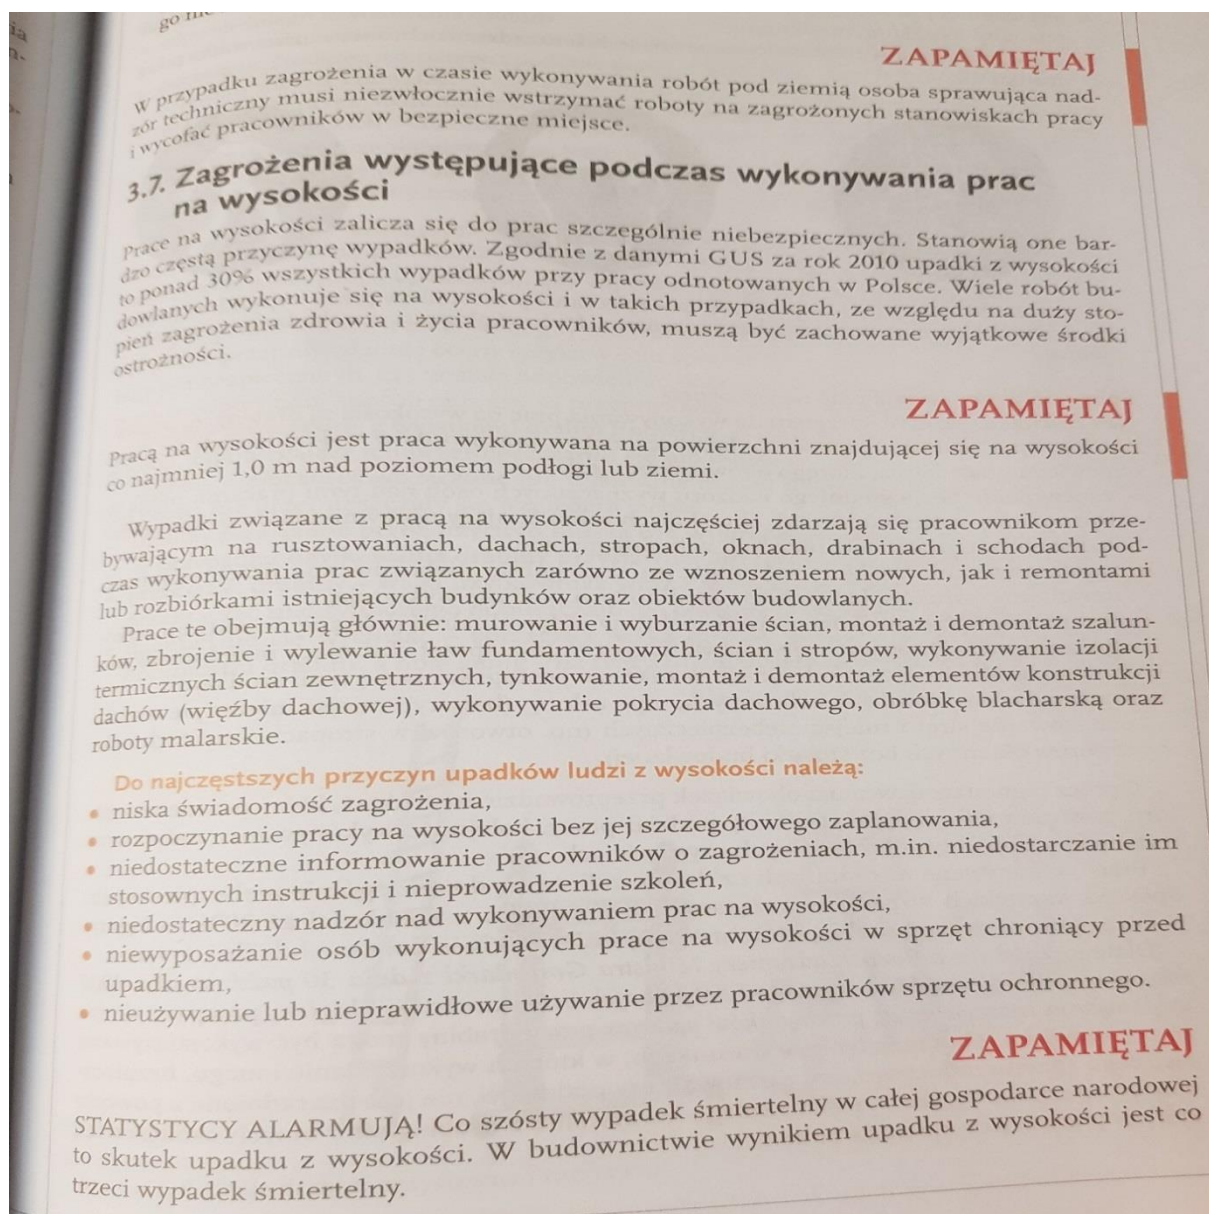 ZAPAMIĘTAJ
W przypadku zagrożenia w czasie wykonywania robót pod ziemią osoba sprawująca nad-
zór techniczny musi niezwłocznie wstrzymać roboty na zagrożonych stanowiskach pracy
i wycofać pracowników w bezpieczne miejsce.
3.7. Zagrożenia występujące podczas wykonywania prac
na wysokości
Prace na wysokości zalicza się do prac szczególnie niebezpiecznych. Stanowią one bar-
dzo częstą przyczynę wypadków. Zgodnie z danymi GUS za rok 2010 upadki z wysokości
to ponad 30% wszystkich wypadków przy pracy odnotowanych w Polsce. Wiele robót bu-
dowlanych wykonuje się na wysokości i w takich przypadkach, ze względu na duży sto-
pień zagrożenia zdrowia i życia pracowników, muszą być zachowane wyjątkowe środki
ostrożności.
ZAPAMIĘTAJ
Pracą na wysokości jest praca wykonywana na powierzchni znajdującej się na wysokości
co najmniej 1,0 m nad poziomem podłogi lub ziemi.
Wypadki związane z pracą na wysokości najczęściej zdarzają się pracownikom prze-
bywającym na rusztowaniach, dachach, stropach, oknach, drabinach i schodach pod-
czas wykonywania prac związanych zarówno ze wznoszeniem nowych, jak i remontami
lub rozbiórkami istniejących budynków oraz obiektów budowlanych.
Prace te obejmują głównie: murowanie i wyburzanie ścian, montaż i demontaż szalun-
ków, zbrojenie i wylewanie ław fundamentowych, ścian i stropów, wykonywanie izolacji
termicznych ścian zewnętrznych, tynkowanie, montaż i demontaż elementów konstrukcji
dachów (więźby dachowej), wykonywanie pokrycia dachowego, obróbkę blacharską oraz
roboty malarskie.
Do najczęstszych przyczyn upadków ludzi z wysokości należą:
• niska świadomość zagrożenia,
• rozpoczynanie pracy na wysokości bez jej szczegółowego zaplanowania,
• niedostateczne informowanie pracowników o zagrożeniach, m.in. niedostarczanie im
stosownych instrukcji i nieprowadzenie szkoleń,
• niedostateczny nadzór nad wykonywaniem prac na wysokości,
• niewyposażanie osób wykonujących prace na wysokości w sprzęt chroniący przed
upadkiem,
• nieużywanie lub nieprawidłowe używanie przez pracowników sprzętu ochronnego.
ZAPAMIĘTAJ
STATYSTYCY ALARMUJĄ! Co szósty wypadek śmiertelny w całej gospodarce narodowej
to skutek upadku z wysokości. W budownictwie wynikiem upadku z wysokości jest co
trzeci wypadek śmiertelny.